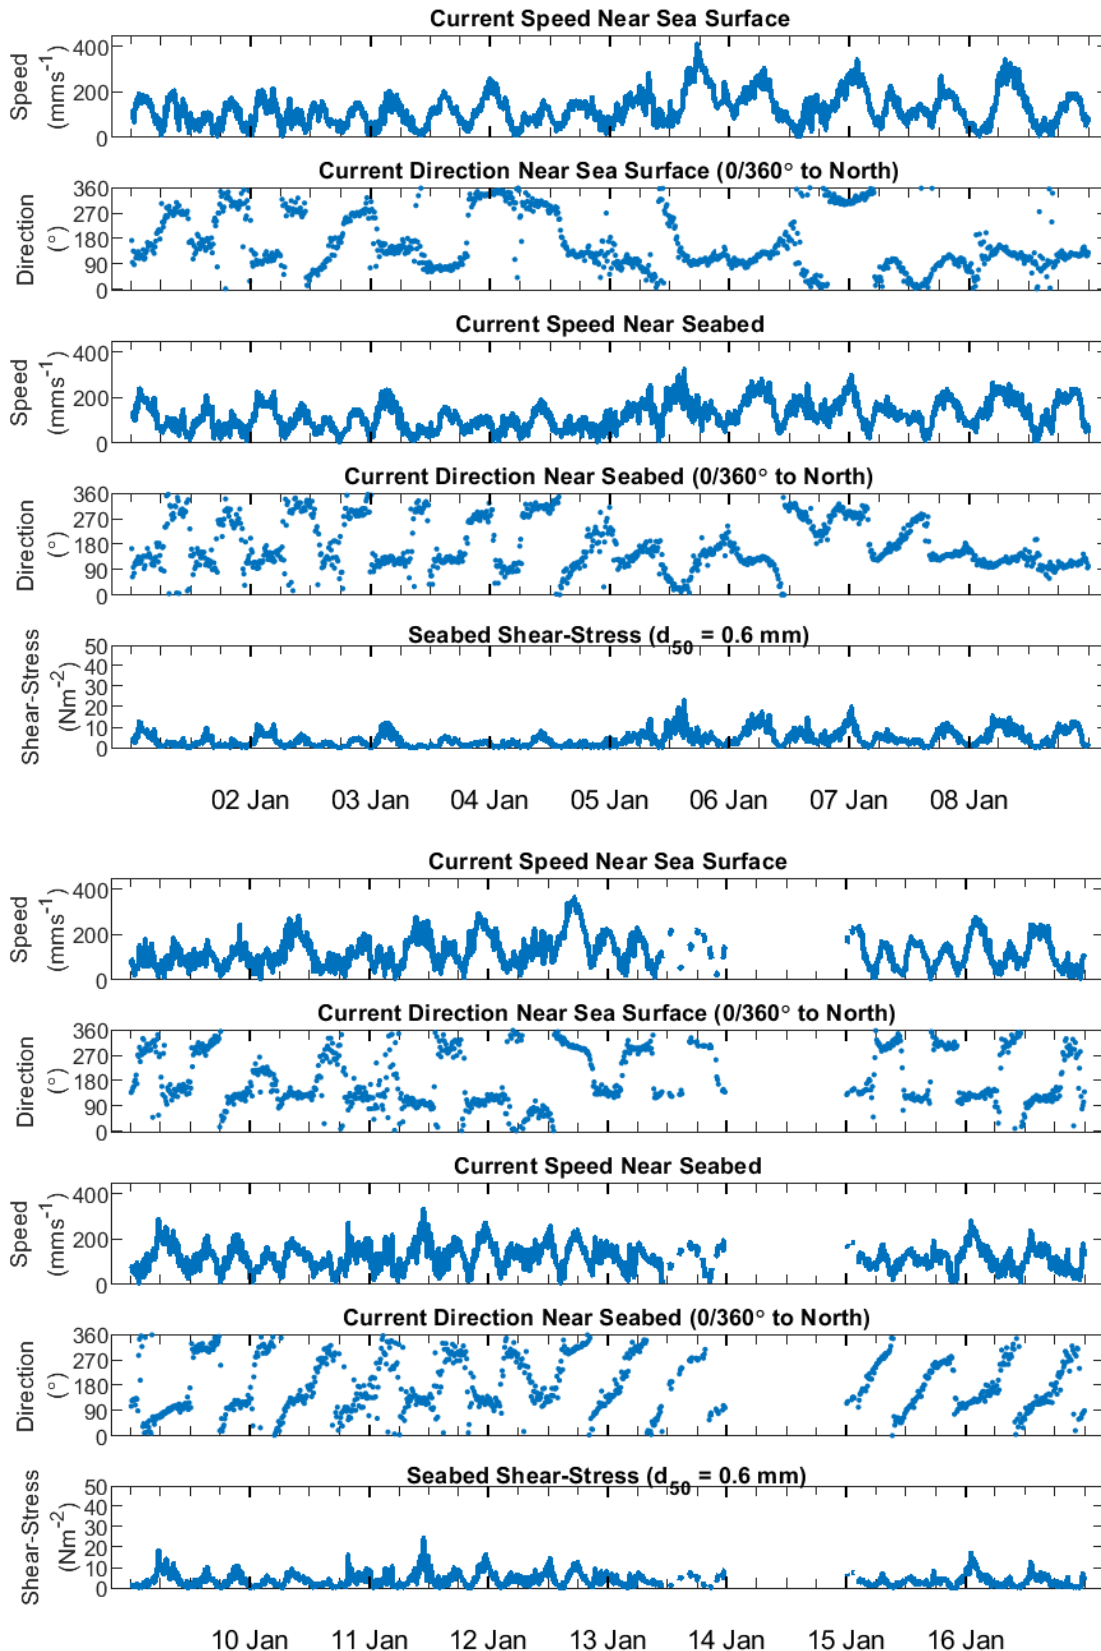 Current Speed Near Sea Surface
Speed
(mms-1)
400
200
0
Current Direction Near Sea Surface (0/360° to North)
Direction
(°)
360
270
180
90
0
Current Speed Near Seabed
Speed
(mms-1)
400
200
0
Current Direction Near Seabed (0/360° to North)
Direction
(°)
360
270
180
90
0
Seabed Shear-Stress (d50 = 0.6 mm)
Shear-Stress
(Nm-2)
50
40
30
20
10
0
02 Jan 03 Jan 04 Jan 05 Jan 06 Jan 07 Jan 08 Jan
Current Speed Near Sea Surface
Speed
(mms-1)
400
200
0
Current Direction Near Sea Surface (0/360° to North)
Direction
(°)
360
270
180
90
0
Current Speed Near Seabed
Speed
(mms-1)
400
200
0
Current Direction Near Seabed (0/360° to North)
Direction
(°)
360
270
180
90
0
Seabed Shear-Stress (d50 = 0.6 mm)
Shear-Stress
(Nm-2)
50
40
30
20
10
0
10 Jan 11 Jan 12 Jan 13 Jan 14 Jan 15 Jan 16 Jan